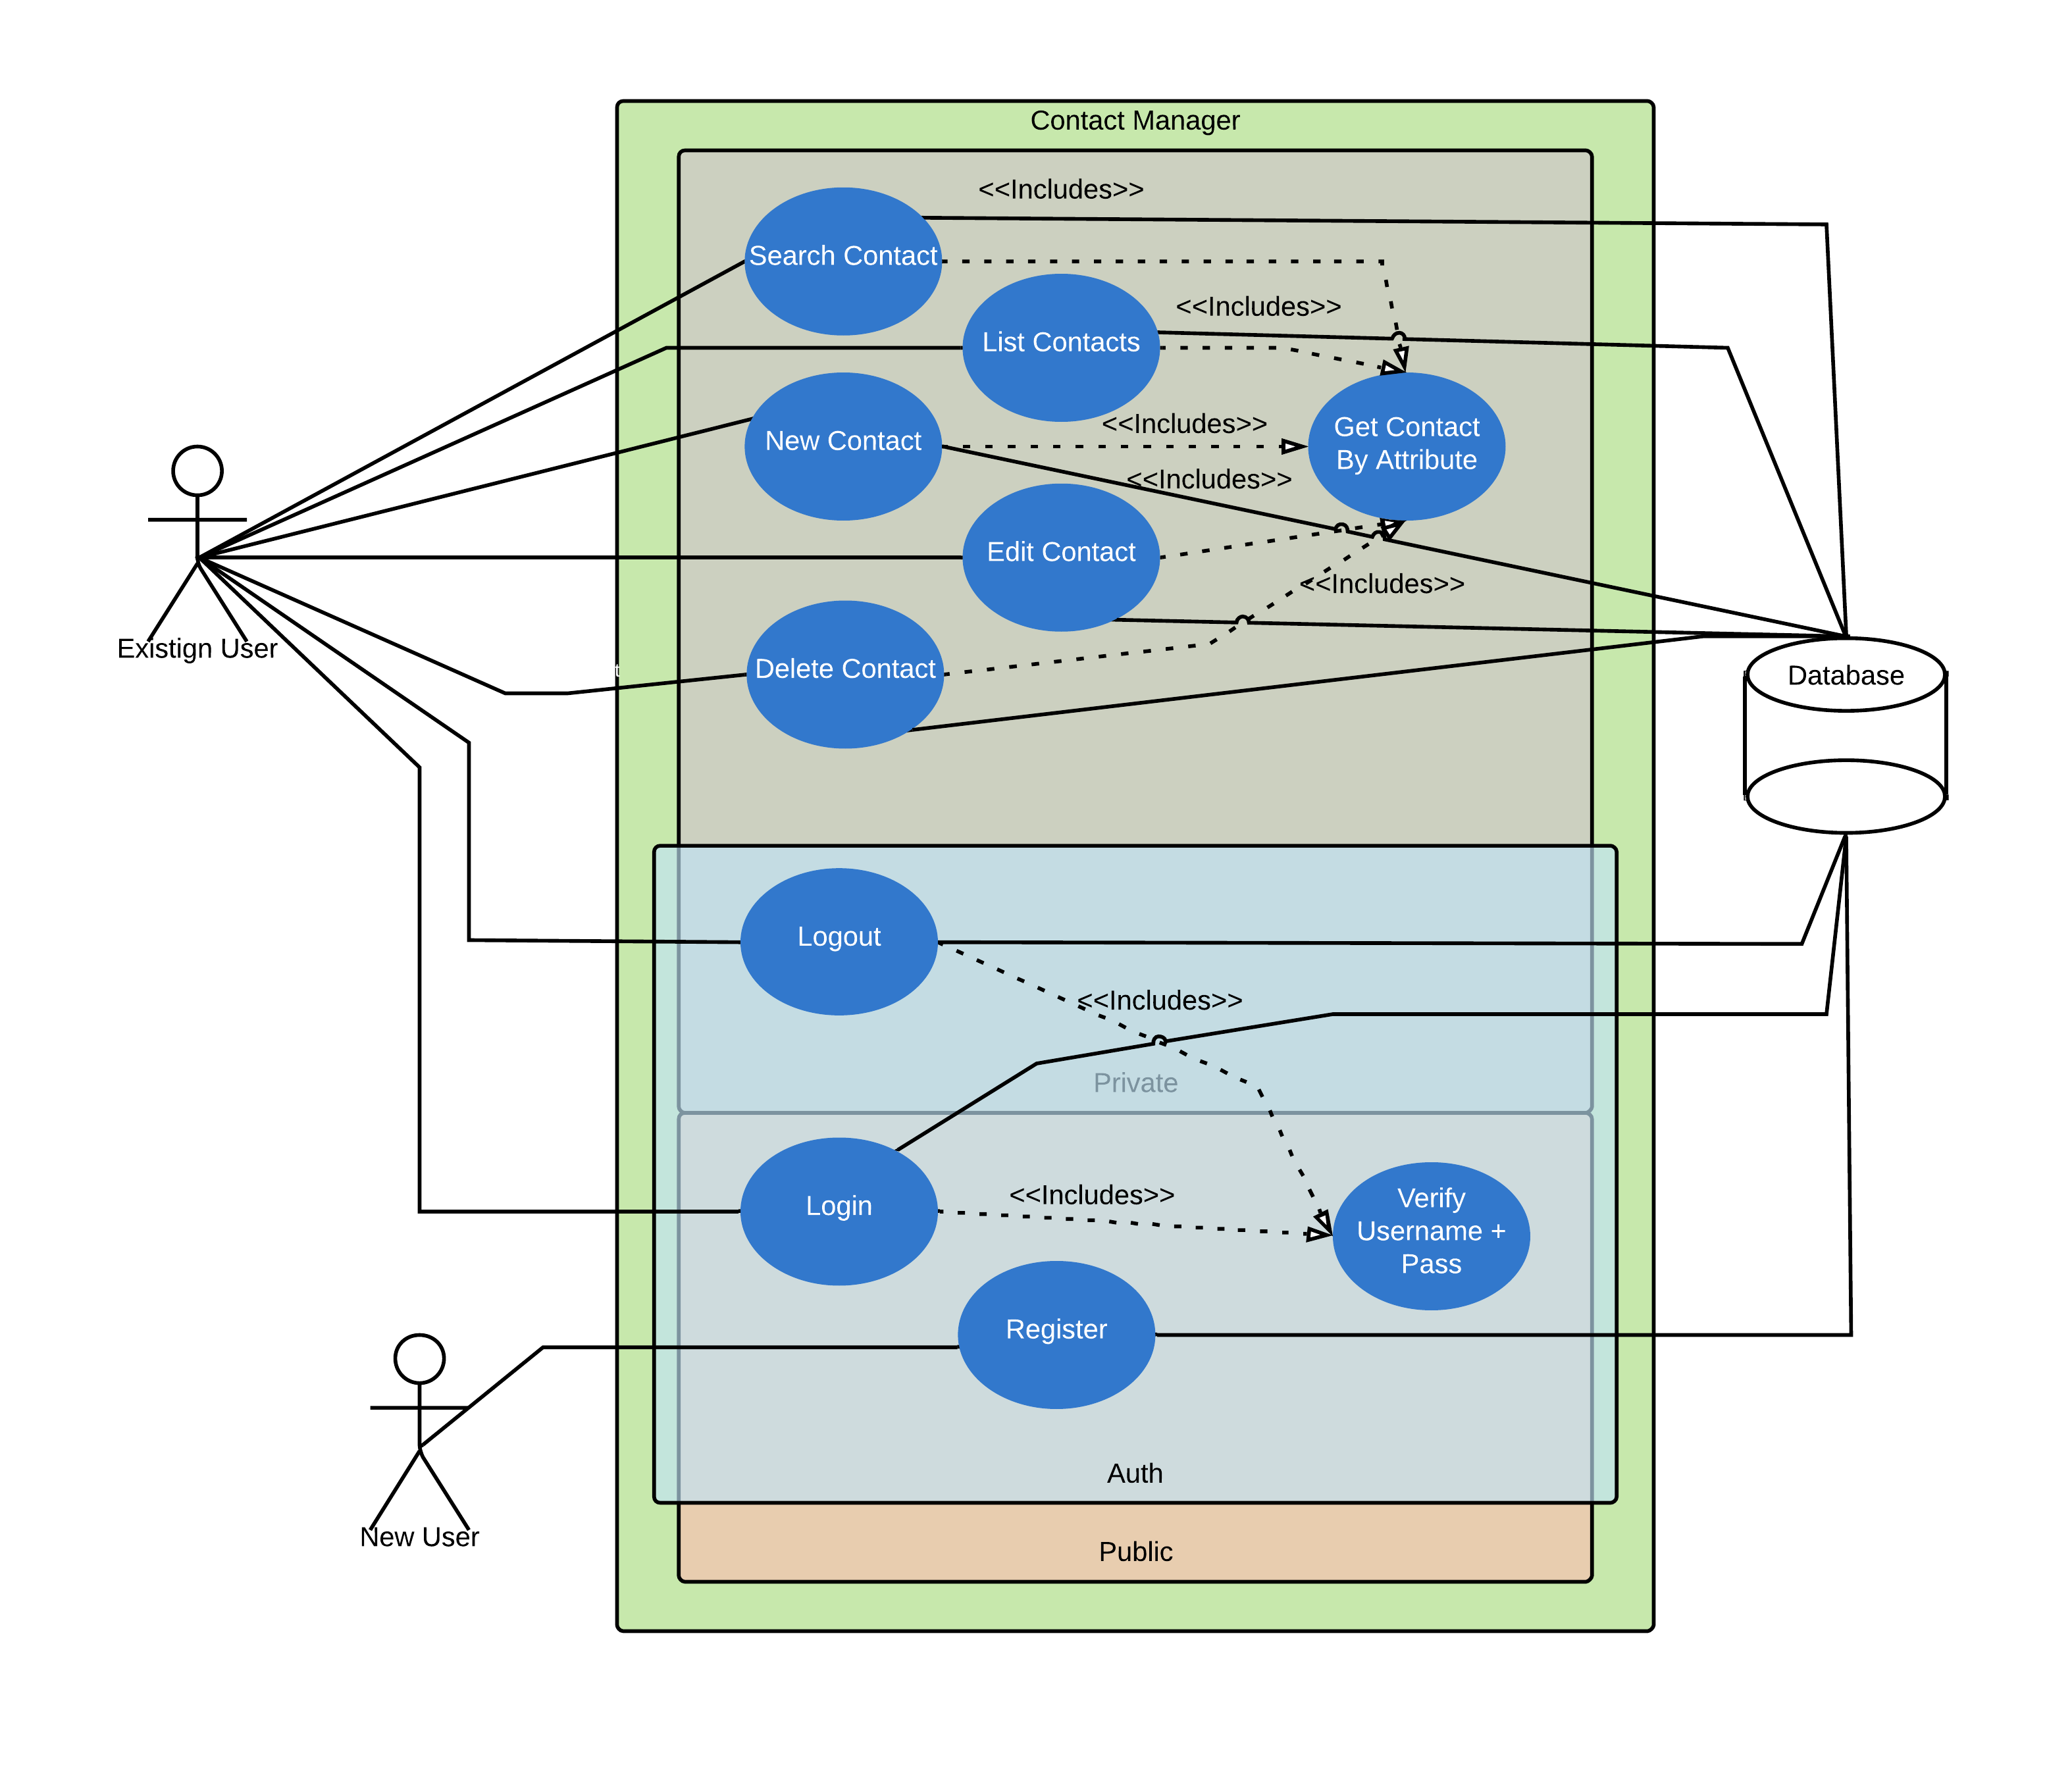 Contact Manager
<<Includes>>
Search Contact
<<Includes>>
List Contacts
<<Includes>>
New Contact
Get Contact
By Attribute
<<Includes>>
Edit Contact
<<Includes>>
Existign User
t
Delete Contact
Database
Logout
<<Includes>>
Private
<<Includes>>
Login
Verify
Username +
Pass
Register
Auth
New User
Public